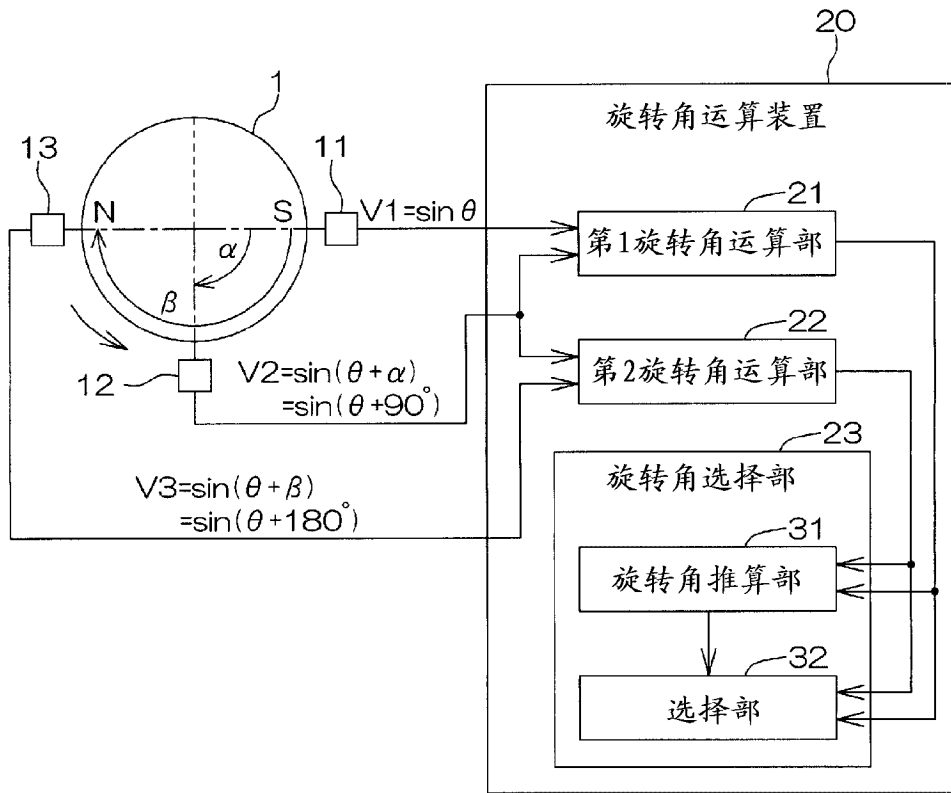 20
旋转角运算装置
1
13
11
N
S
V1=sinθ
21
第1旋转角运算部
α
β
22
第2旋转角运算部
12
V2=sin(θ+α)
=sin(θ+90°)
23
旋转角选择部
V3=sin(θ+β)
=sin(θ+180°)
31
旋转角推算部
32
选择部